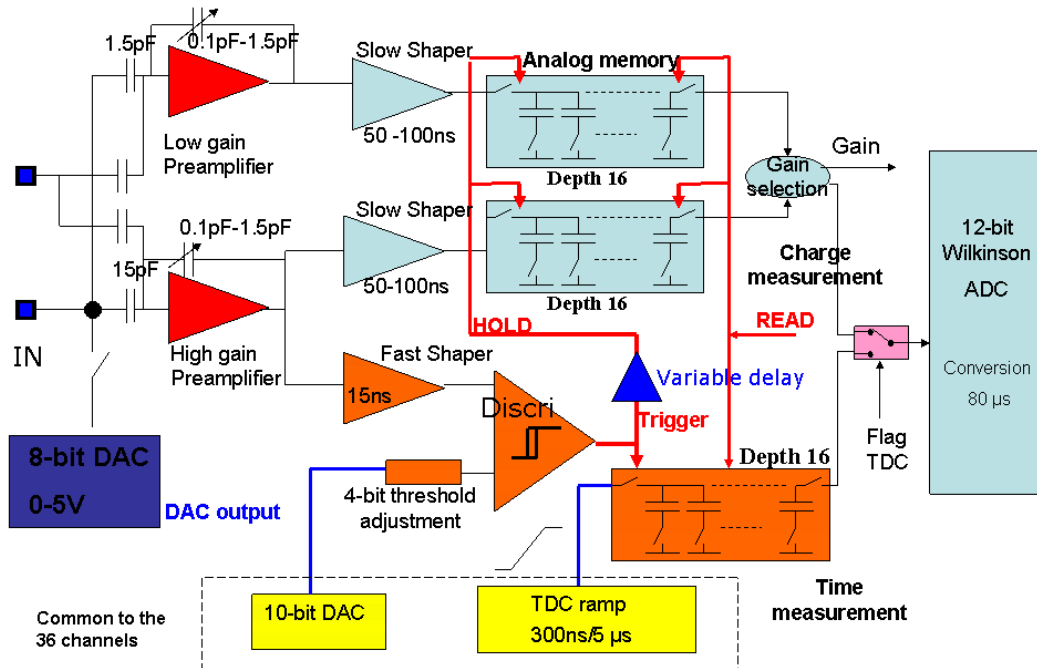 1.5pF
0.1pF-1.5pF
Low gain
Preamplifier
Slow Shaper
50 -100ns
Analog memory
Depth 16
Gain
selection
Gain
12-bit
Wilkinson
ADC
Conversion
80 µs
15pF
0.1pF-1.5pF
Slow Shaper
50-100ns
Depth 16
Charge
measurement
IN
High gain
Preamplifier
HOLD
READ
Fast Shaper
15ns
Discri
Variable delay
Trigger
Flag
TDC
8-bit DAC
0-5V
DAC output
4-bit threshold
adjustment
Depth 16
Time
measurement
Common to the
36 channels
10-bit DAC
TDC ramp
300ns/5 µs